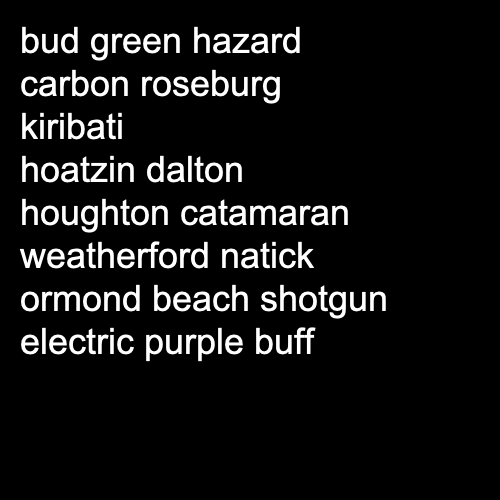 bud green hazard
carbon roseburg
kiribati
hoatzin dalton
houghton catamaran
weatherford natick
ormond beach shotgun
electric purple buff